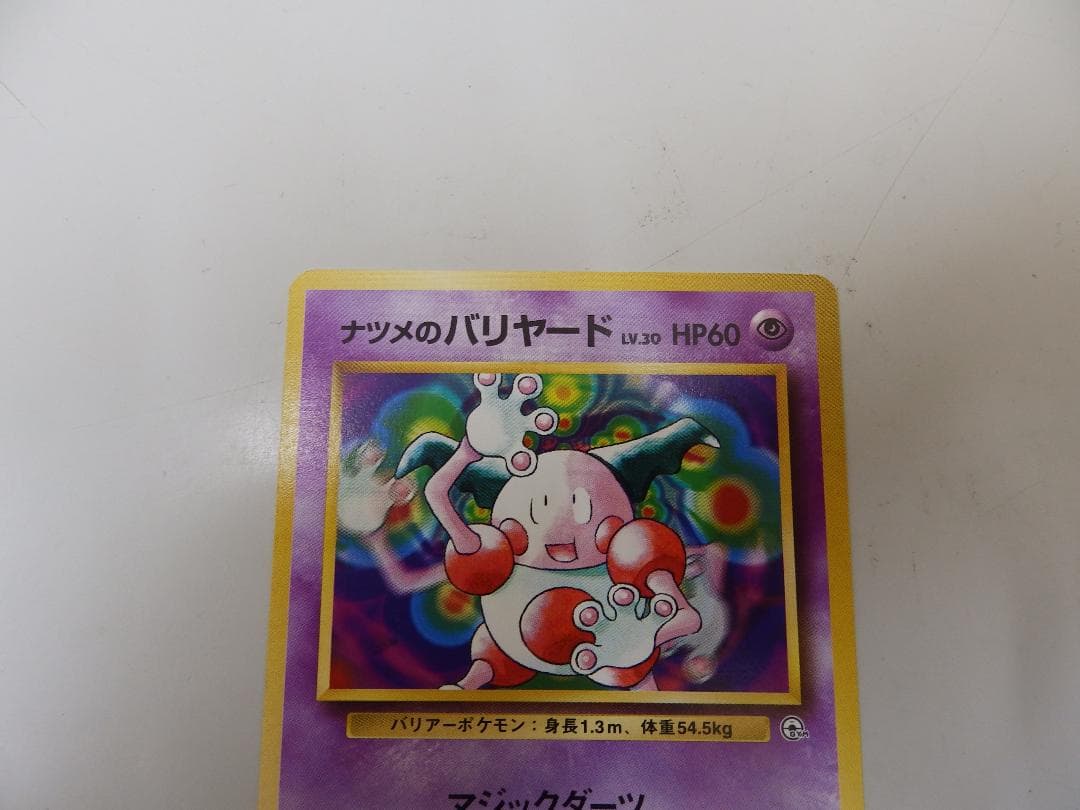 ナツメのバリヤード LV.30 HP60
バリアーポケモン：身長1.3m、体重54.5kg
GYM
マジックダーツ